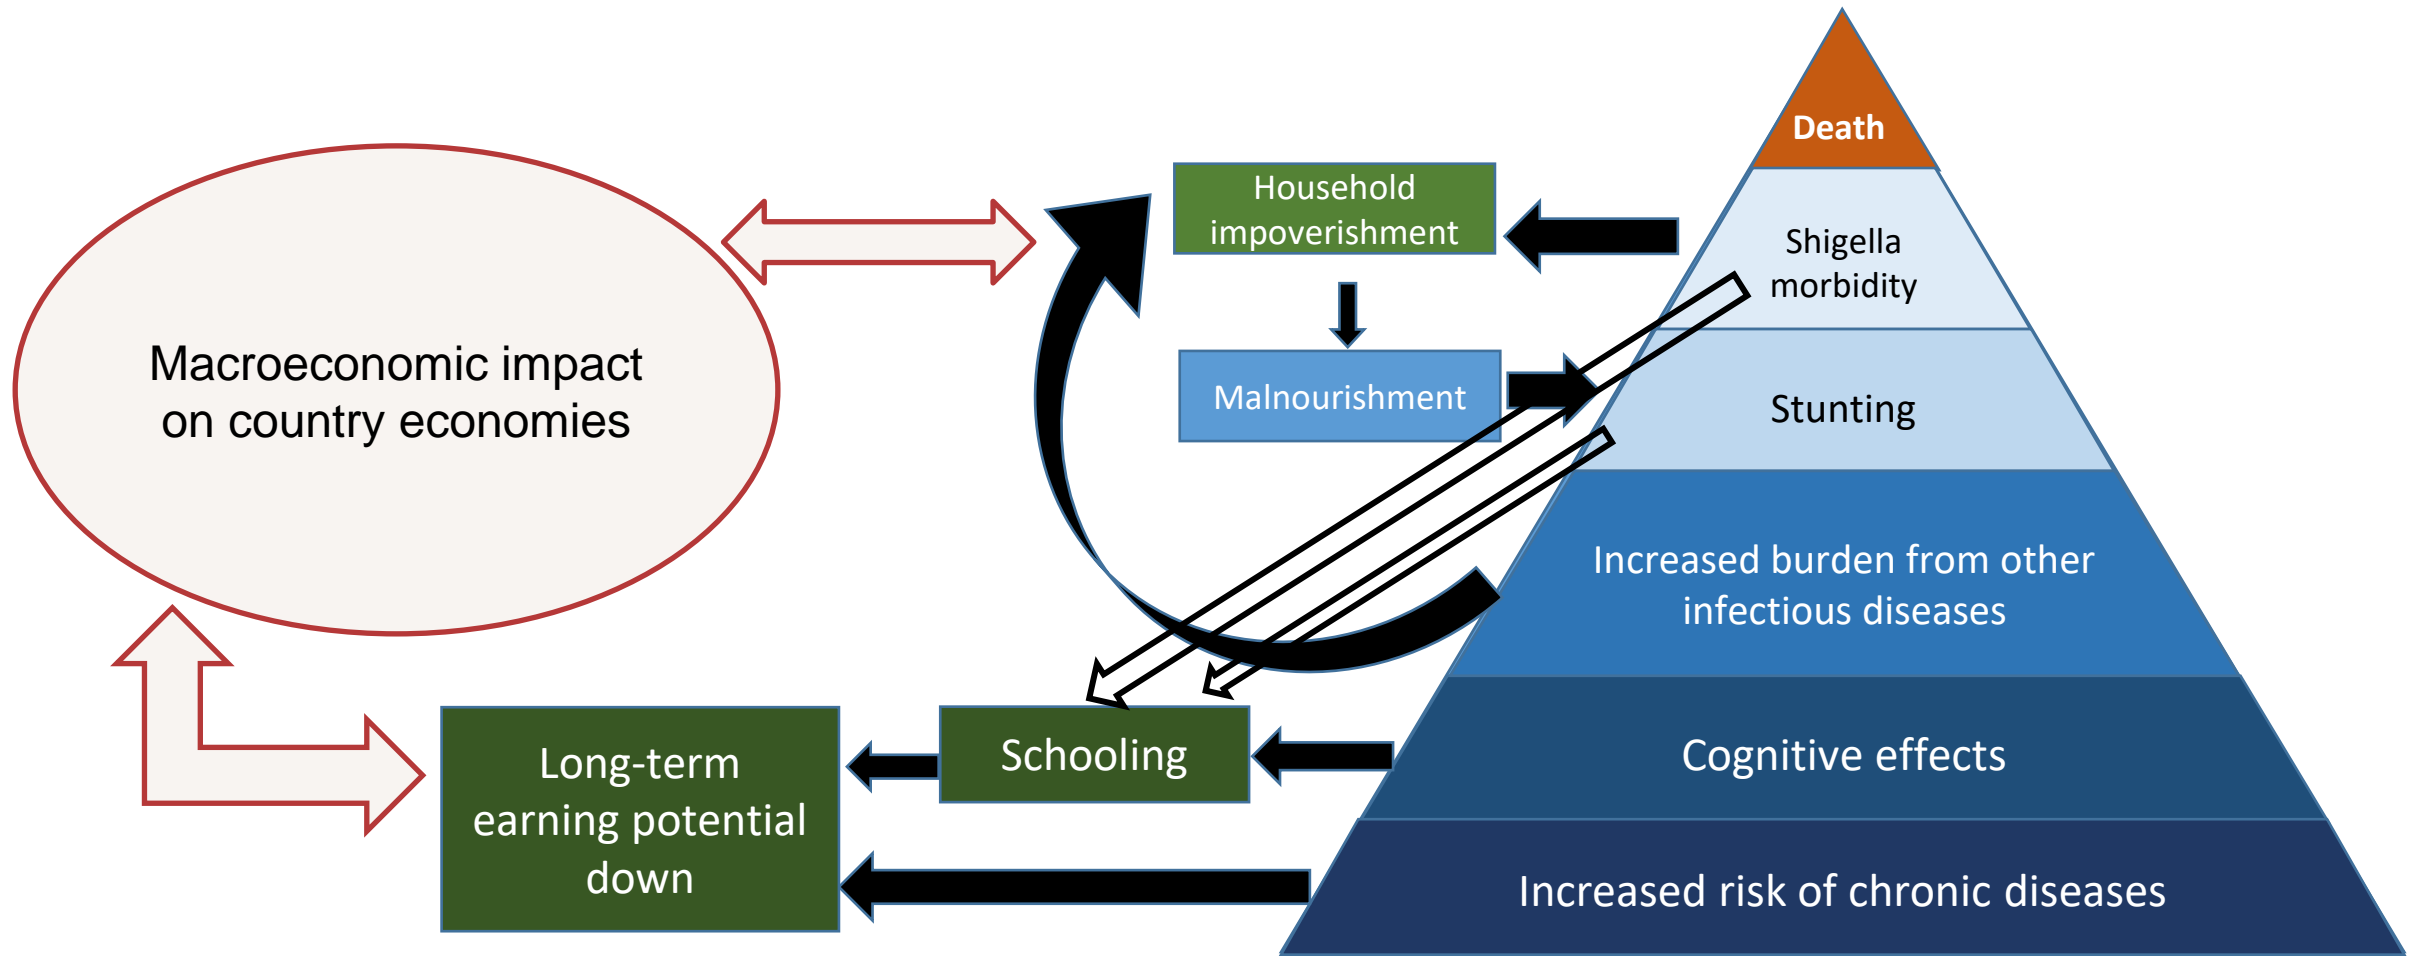 Death
Household
impoverishment
Shigella
morbidity
Macroeconomic impact
on country economies
Malnourishment
Stunting
Increased burden from other
infectious diseases
Long-term
earning potential
down
Schooling
Cognitive effects
Increased risk of chronic diseases